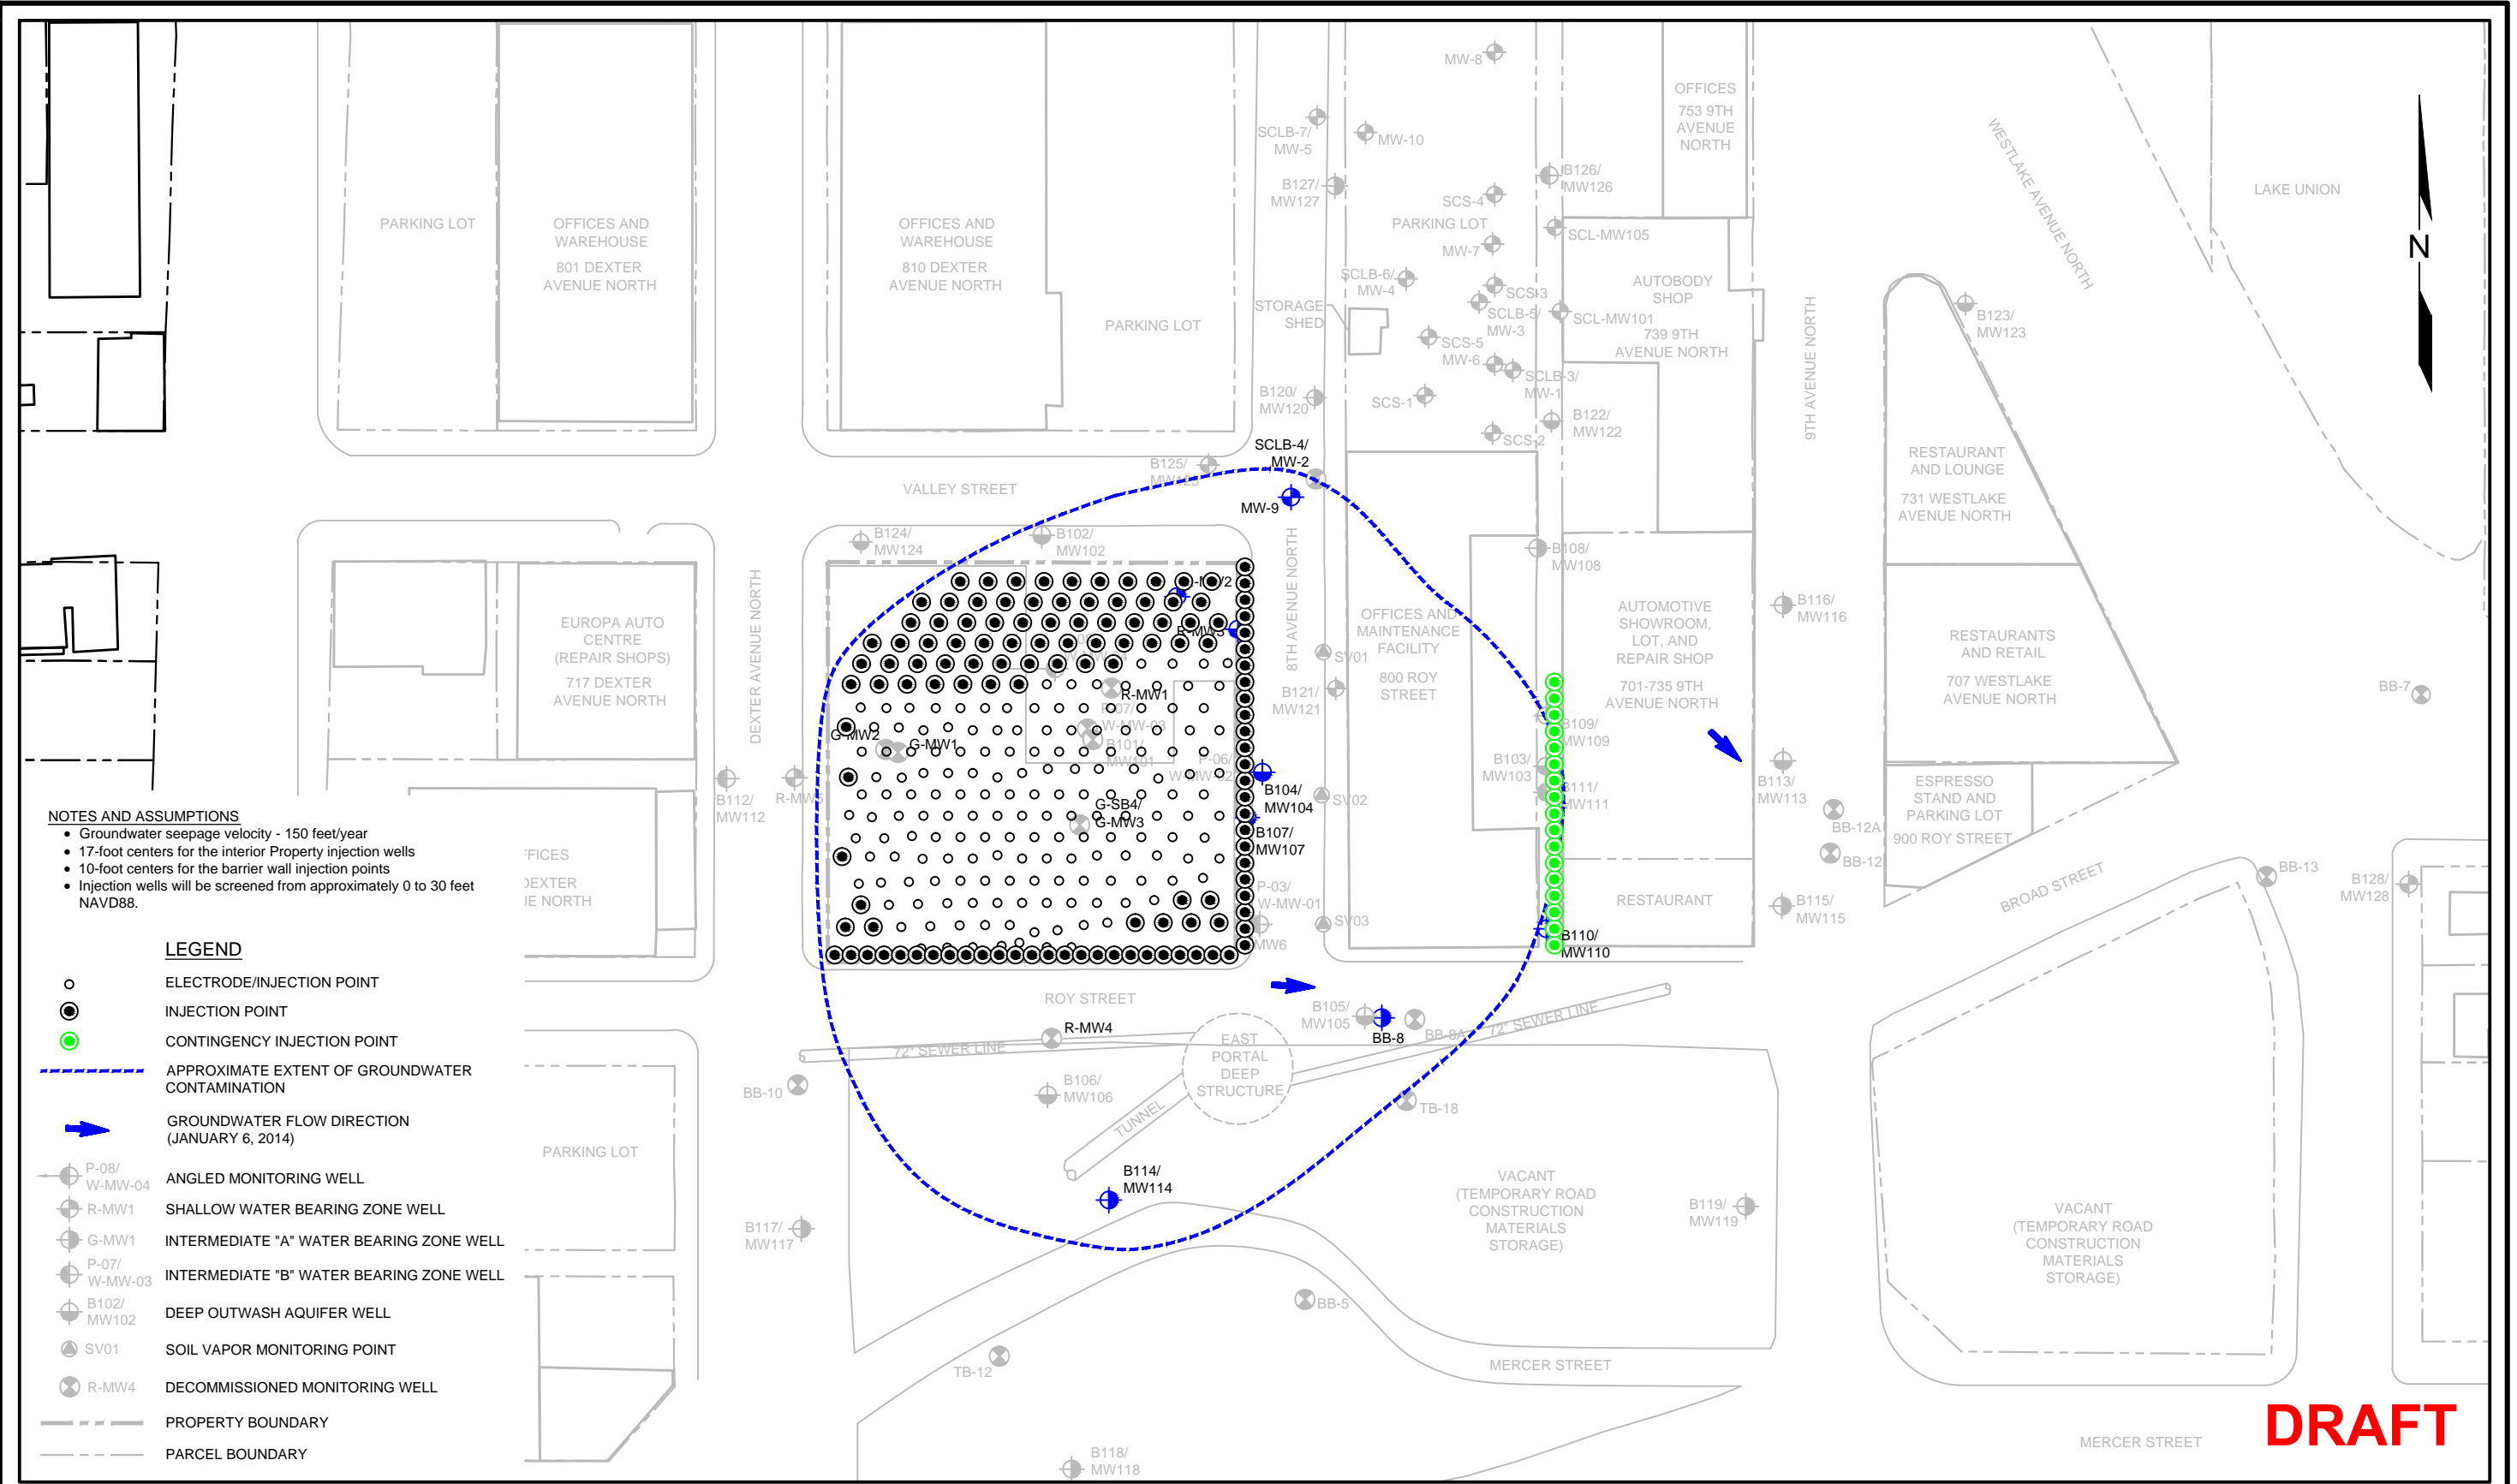 MW-8
OFFICES
753 9TH
AVENUE
NORTH
SCLB-7/
MW-5
MW-10
B127/
MW127
B126/
MW126
SCS-4
PARKING LOT
MW-7
SCL-MW105
WESTLAKE AVENUE NORTH
LAKE UNION
N
PARKING LOT
OFFICES AND
WAREHOUSE
801 DEXTER
AVENUE NORTH
OFFICES AND
WAREHOUSE
810 DEXTER
AVENUE NORTH
PARKING LOT
SCLB-6/
MW-4
STORAGE
SHED
SCS-3
SCLB-5/
MW-3
SCL-MW101
AUTOBODY
SHOP
739 9TH
AVENUE NORTH
9TH AVENUE NORTH
B123/
MW123
SCS-5
MW-6
SCLB-3/
MW-1
B120/
MW120
SCS-1
B122/
MW122
SCS-2
SCLB-4/
MW-2
B125/
MW125
MW-9
VALLEY STREET
RESTAURANT
AND LOUNGE
731 WESTLAKE
AVENUE NORTH
B124/
MW124
B102/
MW102
8TH AVENUE NORTH
B108/
MW108
DEXTER AVENUE NORTH
EUROPA AUTO
CENTRE
(REPAIR SHOPS)
717 DEXTER
AVENUE NORTH
R-MW3
R-MW1
P-07/
W-MW-03
B101/
MW101
G-MW2
G-MW1
P-06/
SV01
B121/
MW121
OFFICES AND
MAINTENANCE
FACILITY
800 ROY
STREET
AUTOMOTIVE
SHOWROOM,
LOT, AND
REPAIR SHOP
701-735 9TH
AVENUE NORTH
B116/
MW116
RESTAURANTS
AND RETAIL
707 WESTLAKE
AVENUE NORTH
BB-7
B109/
MW109
B103/
MW103
B111/
MW111
B113/
MW113
ESPRESSO
STAND AND
PARKING LOT
900 ROY STREET
BB-12A
BB-12
B112/
MW112
R-MW5
G-SB4/
G-MW3
B104/
MW104
B107/
MW107
SV02
P-03/
W-MW-01
MW6
SV03
RESTAURANT
B115/
MW115
BROAD STREET
BB-13
B128/
MW128
B110/
MW110
NOTES AND ASSUMPTIONS
• Groundwater seepage velocity - 150 feet/year
• 17-foot centers for the interior Property injection wells
• 10-foot centers for the barrier wall injection points
• Injection wells will be screened from approximately 0 to 30 feet
NAVD88.
FICES
DEXTER
UE NORTH
LEGEND
ELECTRODE/INJECTION POINT
INJECTION POINT
CONTINGENCY INJECTION POINT
APPROXIMATE EXTENT OF GROUNDWATER
CONTAMINATION
GROUNDWATER FLOW DIRECTION
(JANUARY 6, 2014)
P-08/
W-MW-04
ANGLED MONITORING WELL
R-MW1
SHALLOW WATER BEARING ZONE WELL
G-MW1
INTERMEDIATE "A" WATER BEARING ZONE WELL
P-07/
W-MW-03
INTERMEDIATE "B" WATER BEARING ZONE WELL
B102/
MW102
DEEP OUTWASH AQUIFER WELL
SV01
SOIL VAPOR MONITORING POINT
R-MW4
DECOMMISSIONED MONITORING WELL
PROPERTY BOUNDARY
PARCEL BOUNDARY
ROY STREET
R-MW4
72" SEWER LINE
EAST
PORTAL
DEEP
STRUCTURE
B105/
MW105
BB-8
BB-8A
72" SEWER LINE
BB-10
B106/
MW106
TUNNEL
TB-18
PARKING LOT
B114/
MW114
B117/
MW117
VACANT
(TEMPORARY ROAD
CONSTRUCTION
MATERIALS
STORAGE)
B119/
MW119
VACANT
(TEMPORARY ROAD
CONSTRUCTION
MATERIALS
STORAGE)
BB-5
TB-12
MERCER STREET
B118/
MW118
MERCER STREET
DRAFT